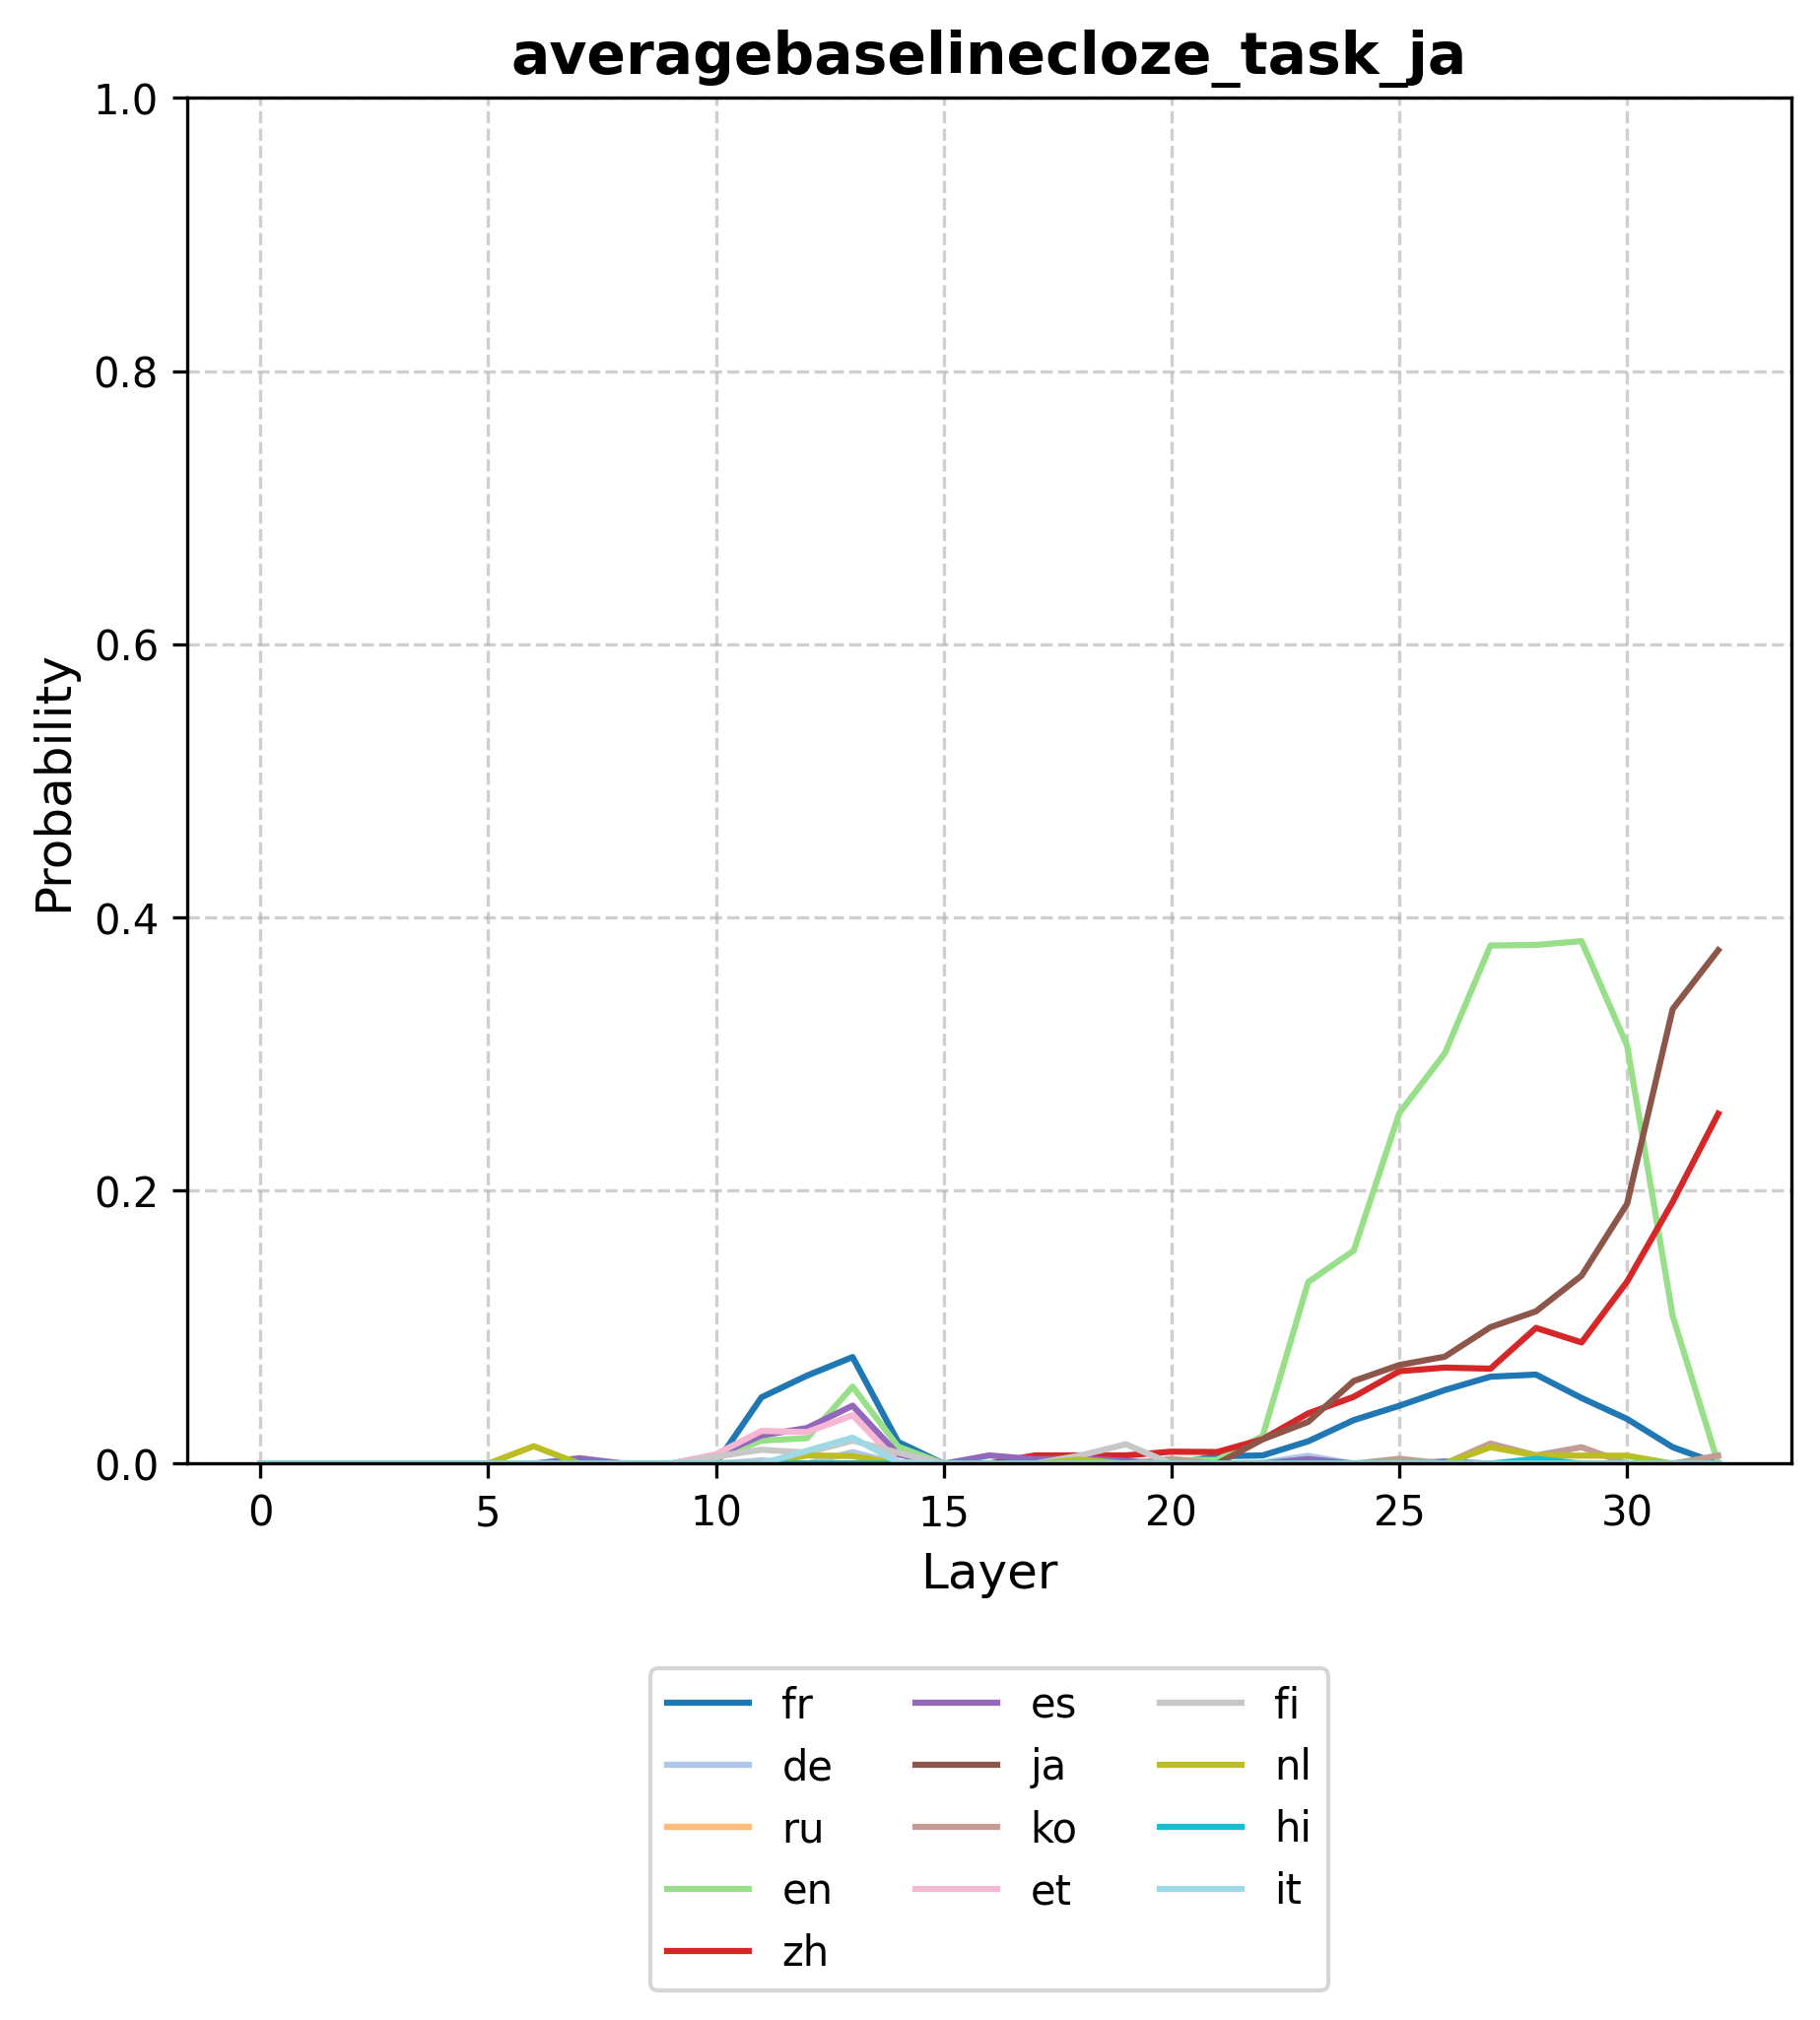 averagebaselinecloze_task_ja
1.0
0.8
0.6
0.4
0.2
0.0
Probability
0 5 10 15 20 25 30
Layer
fr es fi
de ja nl
ru ko hi
en et it
zh